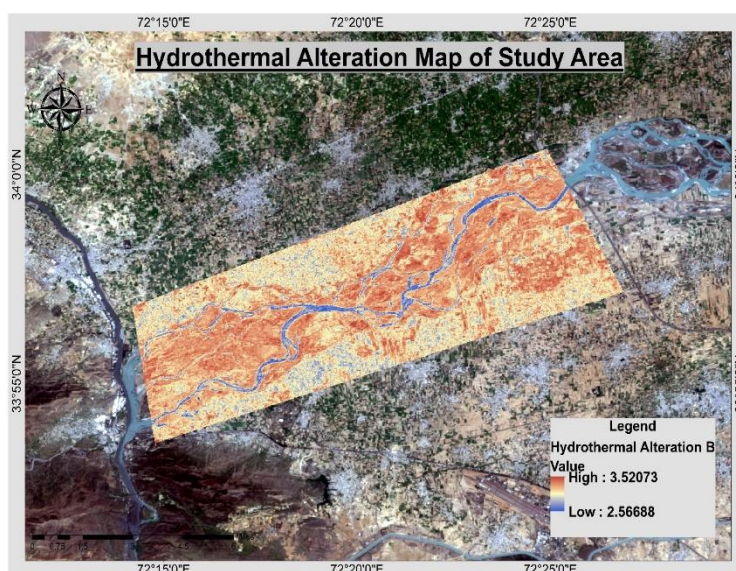 72°15'0"E 72°20'0"E 72°25'0"E
Hydrothermal Alteration Map of Study Area
N
W E
S
34°0'0"N
33°55'0"N
Legend
Hydrothermal Alteration B
Value
High : 3.52073
Low : 2.56688
72°15'0"E 72°20'0"E 72°25'0"E